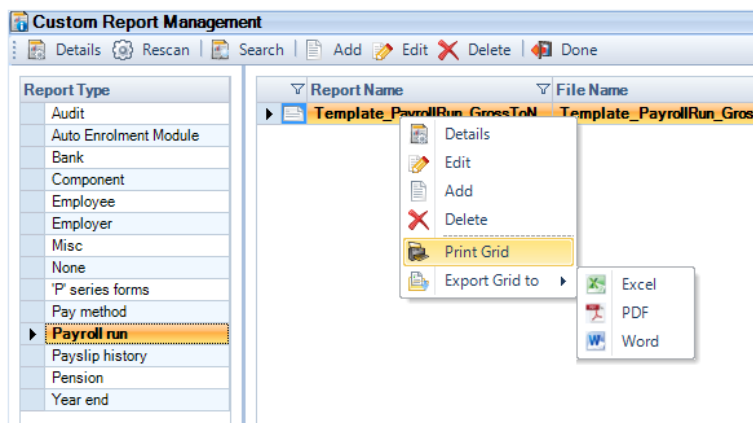 Custom Report Management
Details Rescan Search Add Edit Delete Done
Report Type
Audit
Auto Enrolment Module
Bank
Component
Employee
Employer
Misc
None
'P' series forms
Pay method
Payroll run
Payslip history
Pension
Year end
Report Name File Name
Template_PayrollRun_GrossToN Template_PayrollRun_Gros
Details
Edit
Add
Delete
Print Grid
Export Grid to
Excel
PDF
Word